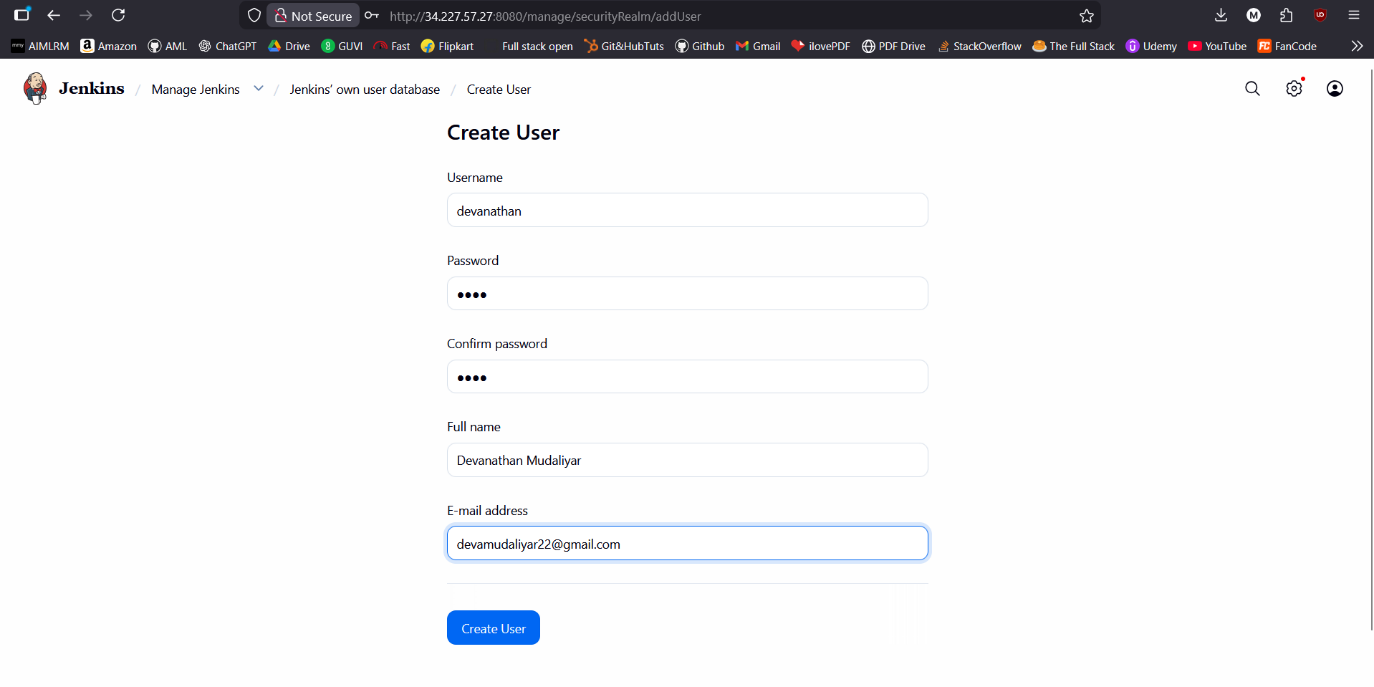 Not Secure http://34.227.57.27:8080/manage/securityRealm/addUser M UD
mny AIMLRM a Amazon AML ChatGPT Drive GUVI Fast Flipkart Full stack open Git&HubTuts Github Gmail ilovePDF PDF Drive StackOverflow The Full Stack Udemy YouTube FC FanCode
Jenkins / Manage Jenkins / Jenkins’ own user database / Create User
Create User
Username
devanathan
Password
••••
Confirm password
••••
Full name
Devanathan Mudaliyar
E-mail address
devamudaliyar22@gmail.com
Create User